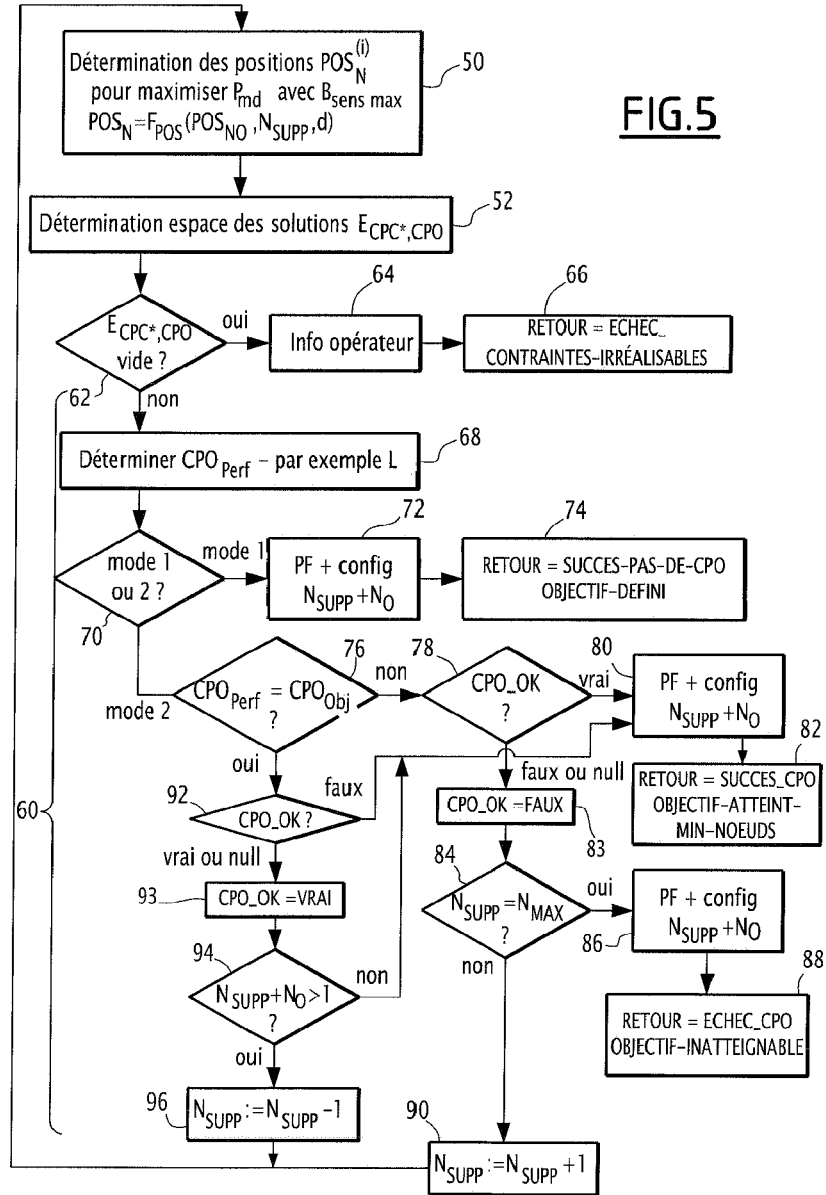 Détermination des positions POS_N^(i)
pour maximiser P_md avec B_sens max
POS_N=F_POS(POS_NO,N_SUPP,d)
50
FIG.5
52
Détermination espace des solutions E_CPC*,CPO
E_CPC*,CPO
vide ?
62
oui
non
64
Info opérateur
66
RETOUR = ECHEC_
CONTRAINTES-IRRÉALISABLES
68
Déterminer CPO_Perf – par exemple L
mode 1
ou 2 ?
70
mode 1
mode 2
72
PF + config
N_SUPP+N_O
74
RETOUR = SUCCES-PAS-DE-CPO
OBJECTIF-DEFINI
76
CPO_Perf = CPO_Obj
?
non
oui
78
CPO_OK
?
vrai
faux ou null
80
PF + config
N_SUPP+N_O
82
RETOUR = SUCCES_CPO
OBJECTIF-ATTEINT-
MIN-NOEUDS
60
92
CPO_OK ?
faux
vrai ou null
CPO_OK =FAUX
83
93
CPO_OK =VRAI
84
N_SUPP=N_MAX
?
oui
non
PF + config
N_SUPP+N_O
86
94
N_SUPP+N_O>1
?
non
oui
88
RETOUR = ECHEC_CPO
OBJECTIF-INATTEIGNABLE
96
N_SUPP:=N_SUPP-1
90
N_SUPP:=N_SUPP+1